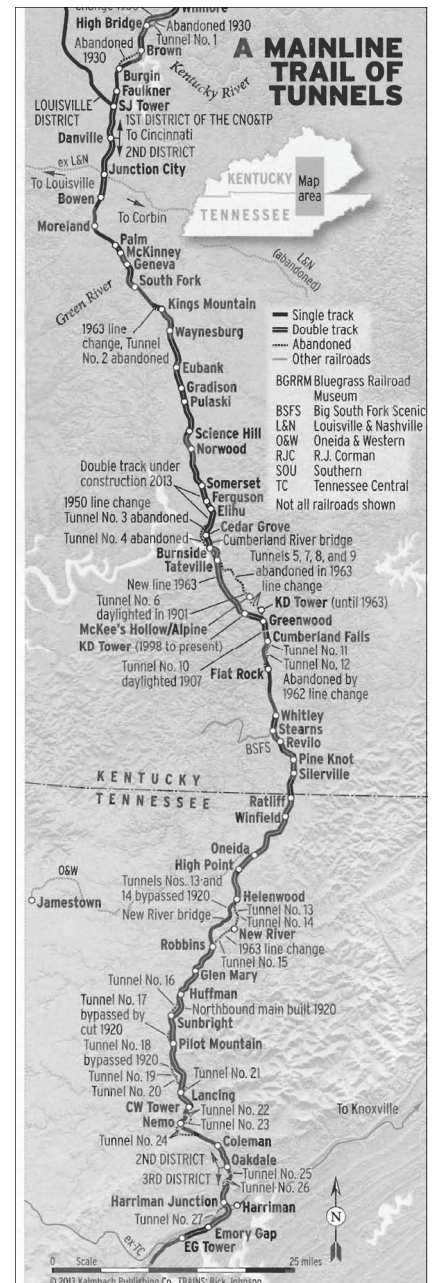 Wilmore
change 1930
High Bridge
Abandoned 1930
Tunnel No. 1
Abandoned
1930
Brown
A MAINLINE
TRAIL OF
TUNNELS
Burgin
Kentucky River
Faulkner
LOUISVILLE
DISTRICT
SJ Tower
1ST DISTRICT OF THE CNO&TP
Danville
To Cincinnati
2ND DISTRICT
ex L&N
Junction City
To Louisville
Bowen
To Corbin
KENTUCKY
TENNESSEE
Map
area
Moreland
Palm
McKinney
Geneva
L&N
(abandoned)
South Fork
Green River
Kings Mountain
1963 line
change, Tunnel
No. 2 abandoned
Waynesburg
Single track
Double track
Abandoned
Other railroads
Eubank
Gradison
Pulaski
BGRRM Bluegrass Railroad
Museum
BSFS Big South Fork Scenic
L&N Louisville & Nashville
O&W Oneida & Western
RJC R.J. Corman
SOU Southern
TC Tennessee Central
Not all railroads shown
Science Hill
Norwood
Double track under
construction 2013
Somerset
Ferguson
Elihu
1950 line change
Tunnel No. 3 abandoned
Cedar Grove
Tunnel No. 4 abandoned
Cumberland River bridge
Burnside
Tateville
Tunnels 5, 7, 8, and 9
abandoned in 1963
line change
New line 1963
Tunnel No. 6
daylighted in 1901
KD Tower (until 1963)
McKee's Hollow/Alpine
Greenwood
KD Tower (1998 to present)
Cumberland Falls
Tunnel No. 10
daylighted 1907
Tunnel No. 11
Tunnel No. 12
Abandoned by
1962 line change
Flat Rock
Whitley
Stearns
Revilo
BSFS
Pine Knot
Silerville
KENTUCKY
TENNESSEE
Ratliff
Winfield
Oneida
High Point
O&W
Jamestown
Tunnels Nos. 13 and
14 bypassed 1920
Helenwood
New River bridge
Tunnel No. 13
Tunnel No. 14
New River
1963 line change
Robbins
Tunnel No. 15
Glen Mary
Tunnel No. 16
Huffman
Tunnel No. 17
bypassed by
cut 1920
Northbound main built 1920
Sunbright
Tunnel No. 18
bypassed 1920
Pilot Mountain
Tunnel No. 19
Tunnel No. 21
Tunnel No. 20
Lancing
CW Tower
Tunnel No. 22
Nemo
Tunnel No. 23
To Knoxville
Tunnel No. 24
Coleman
2ND DISTRICT
Oakdale
3RD DISTRICT
Tunnel No. 25
Tunnel No. 26
Harriman Junction
Harriman
Tunnel No. 27
N
Emory Gap
ex-TC
EG Tower
0 Scale 25 miles
© 2013 Kalmbach Publishing Co., TRAINS: Rick Johnson